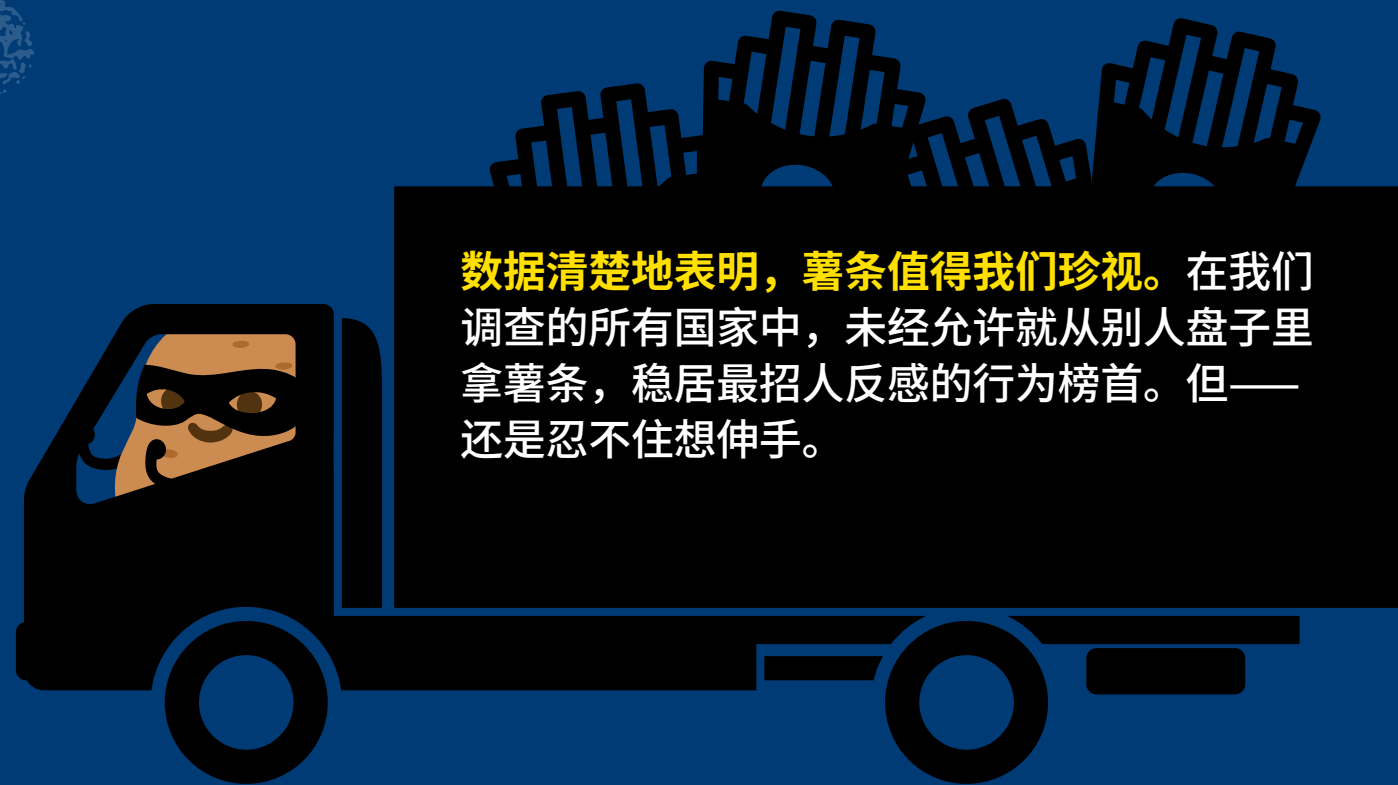 数据清楚地表明，薯条值得我们珍视。在我们
调查的所有国家中，未经允许就从别人盘子里
拿薯条，稳居最招人反感的行为榜首。但——
还是忍不住想伸手。